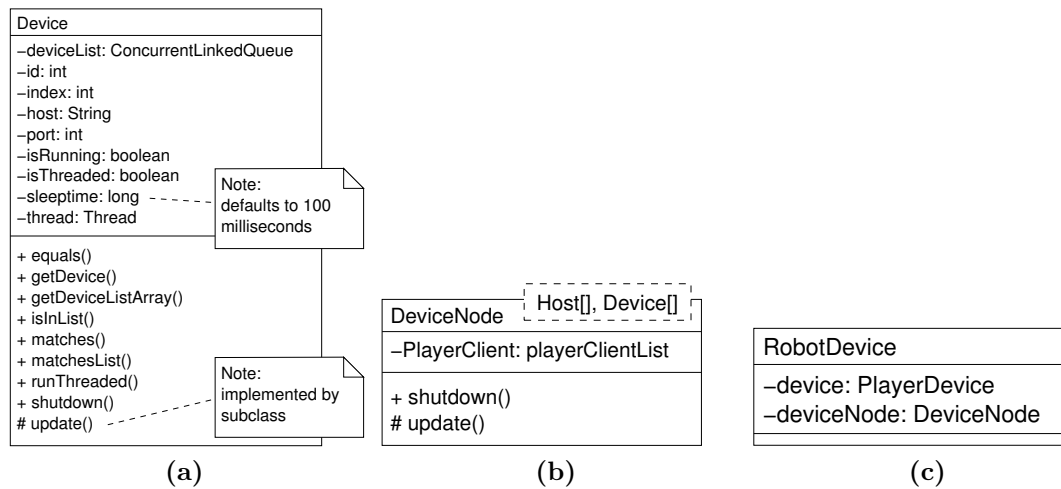 Device
−deviceList: ConcurrentLinkedQueue
−id: int
−index: int
−host: String
−port: int
−isRunning: boolean
−isThreaded: boolean
−sleeptime: long
−thread: Thread
Note:
defaults to 100
milliseconds
+ equals()
+ getDevice()
+ getDeviceListArray()
+ isInList()
+ matches()
+ matchesList()
+ runThreaded()
+ shutdown()
# update()
Note:
implemented by
subclass
(a)
Host[], Device[]
DeviceNode
−PlayerClient: playerClientList
+ shutdown()
# update()
(b)
RobotDevice
−device: PlayerDevice
−deviceNode: DeviceNode
(c)